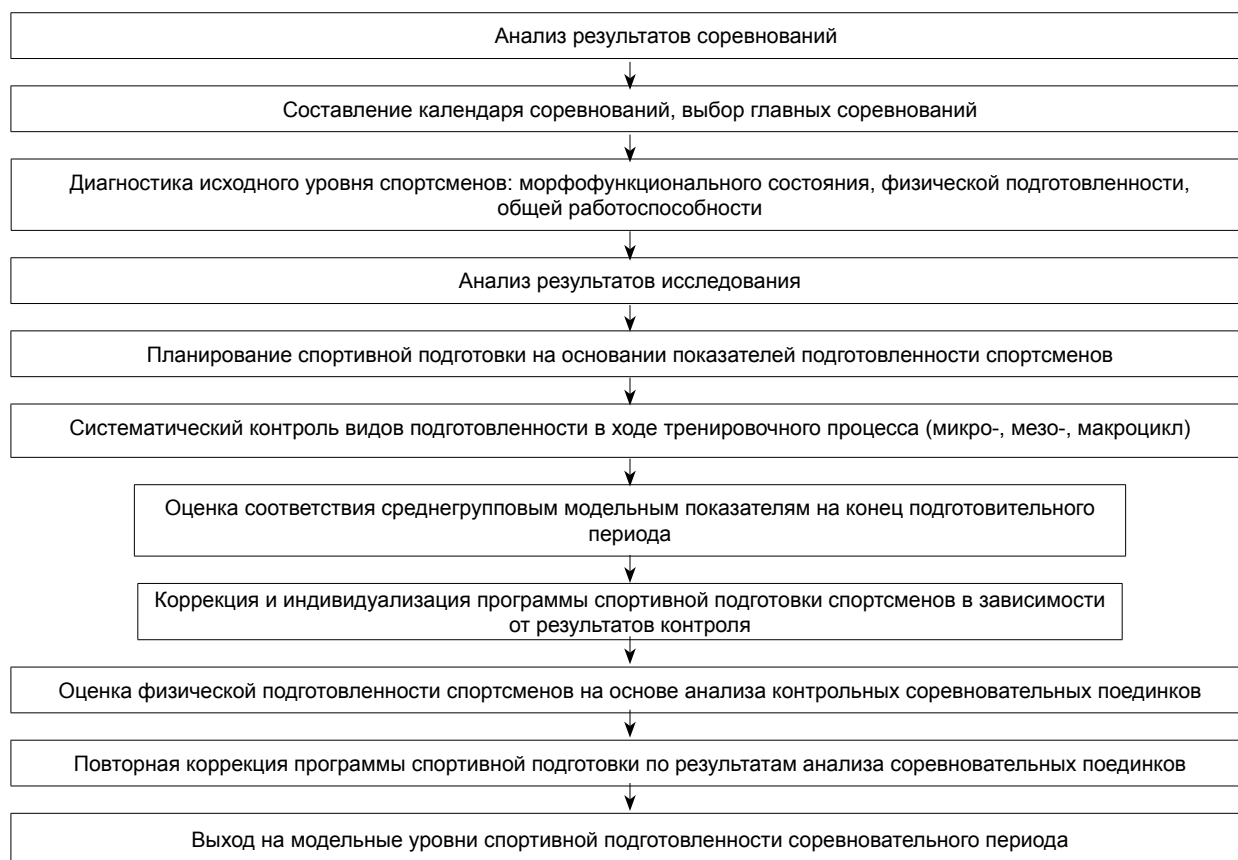 Анализ результатов соревнований
Составление календаря соревнований, выбор главных соревнований
Диагностика исходного уровня спортсменов: морфофункционального состояния, физической подготовленности,
общей работоспособности
Анализ результатов исследования
Планирование спортивной подготовки на основании показателей подготовленности спортсменов
Систематический контроль видов подготовленности в ходе тренировочного процесса (микро-, мезо-, макроцикл)
Оценка соответствия среднегрупповым модельным показателям на конец подготовительного
периода
Коррекция и индивидуализация программы спортивной подготовки спортсменов в зависимости
от результатов контроля
Оценка физической подготовленности спортсменов на основе анализа контрольных соревновательных поединков
Повторная коррекция программы спортивной подготовки по результатам анализа соревновательных поединков
Выход на модельные уровни спортивной подготовленности соревновательного периода